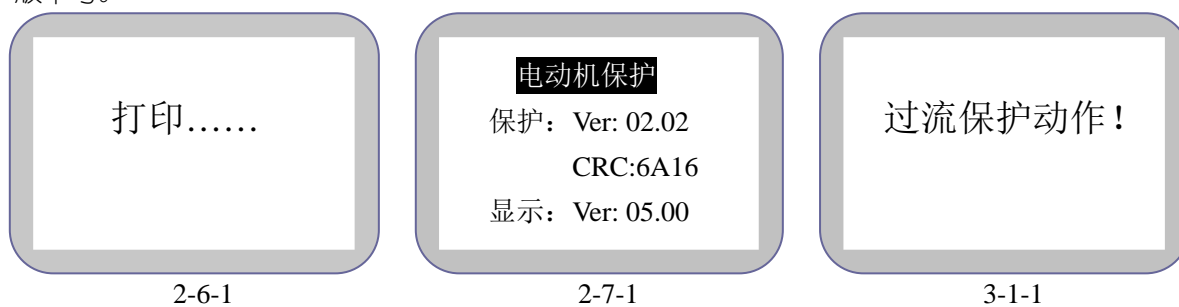 打印……
电动机保护
保护：Ver: 02.02
CRC:6A16
显示：Ver: 05.00
过流保护动作！
2-6-1
2-7-1
3-1-1